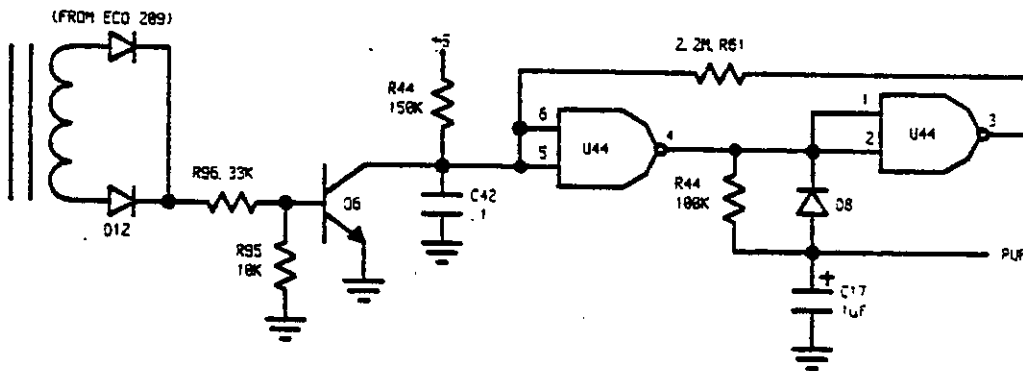 (FROM ECO 209)
D12
R96, 33K
R95
10K
Q6
+5
R44
150K
C42
.1
2.2M, R61
6
5
U44
4
R44
100K
D8
1
2
U44
3
PUR
+
C17
1uF